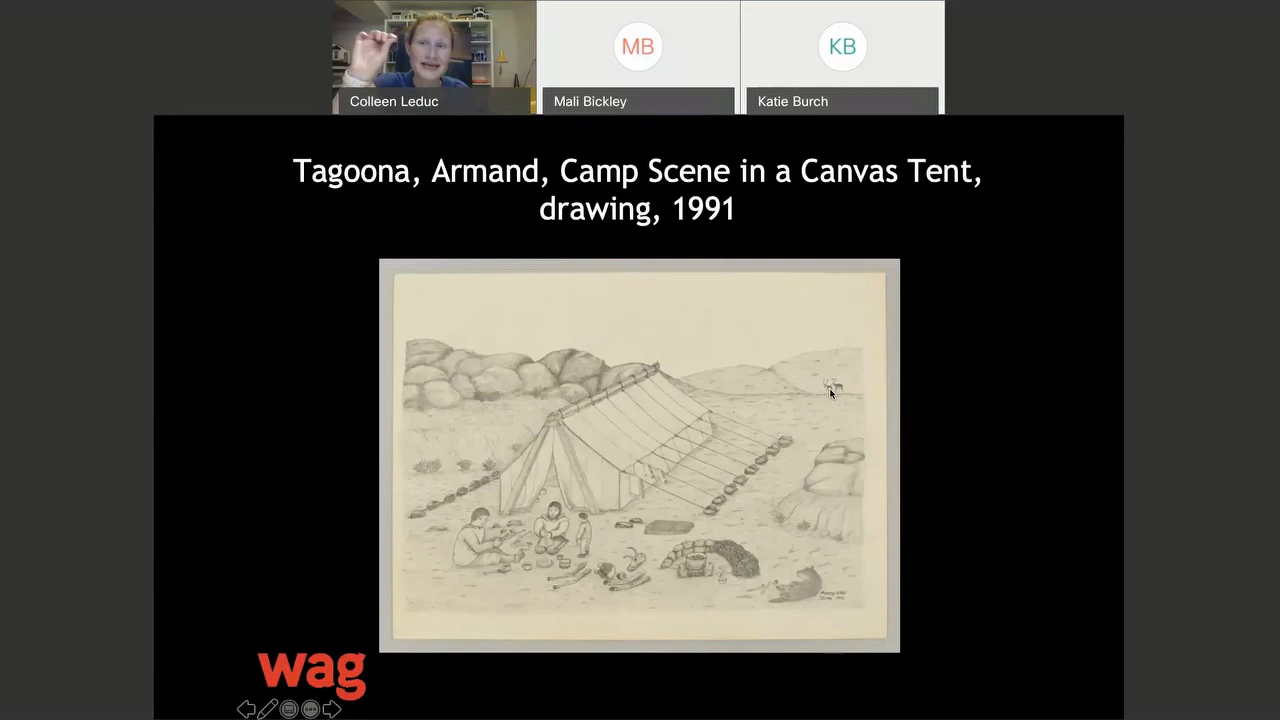 MB
KB
Colleen Leduc
Mali Bickley
Katie Burch
Tagoona, Armand, Camp Scene in a Canvas Tent,
drawing, 1991
wag